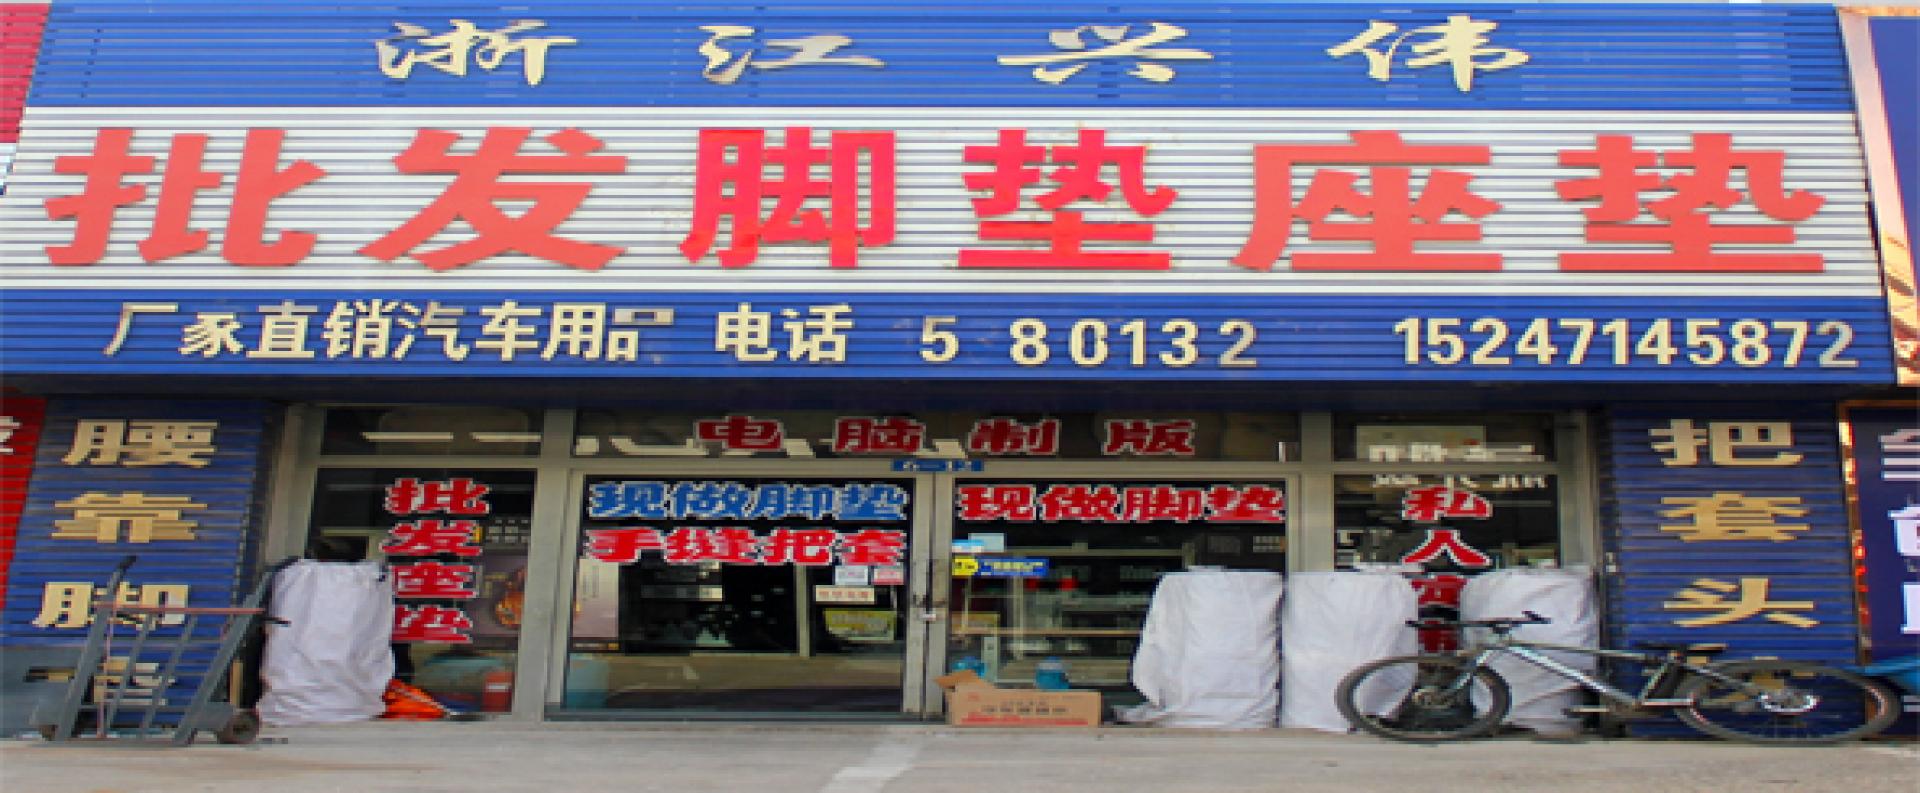 浙江兴伟
批发脚垫座垫
厂家直销汽车用品 电话 5 80132 15247145872
电脑制版
腰靠脚垫
批发座垫
现做脚垫
手缝把套
现做脚垫
私人
把套头